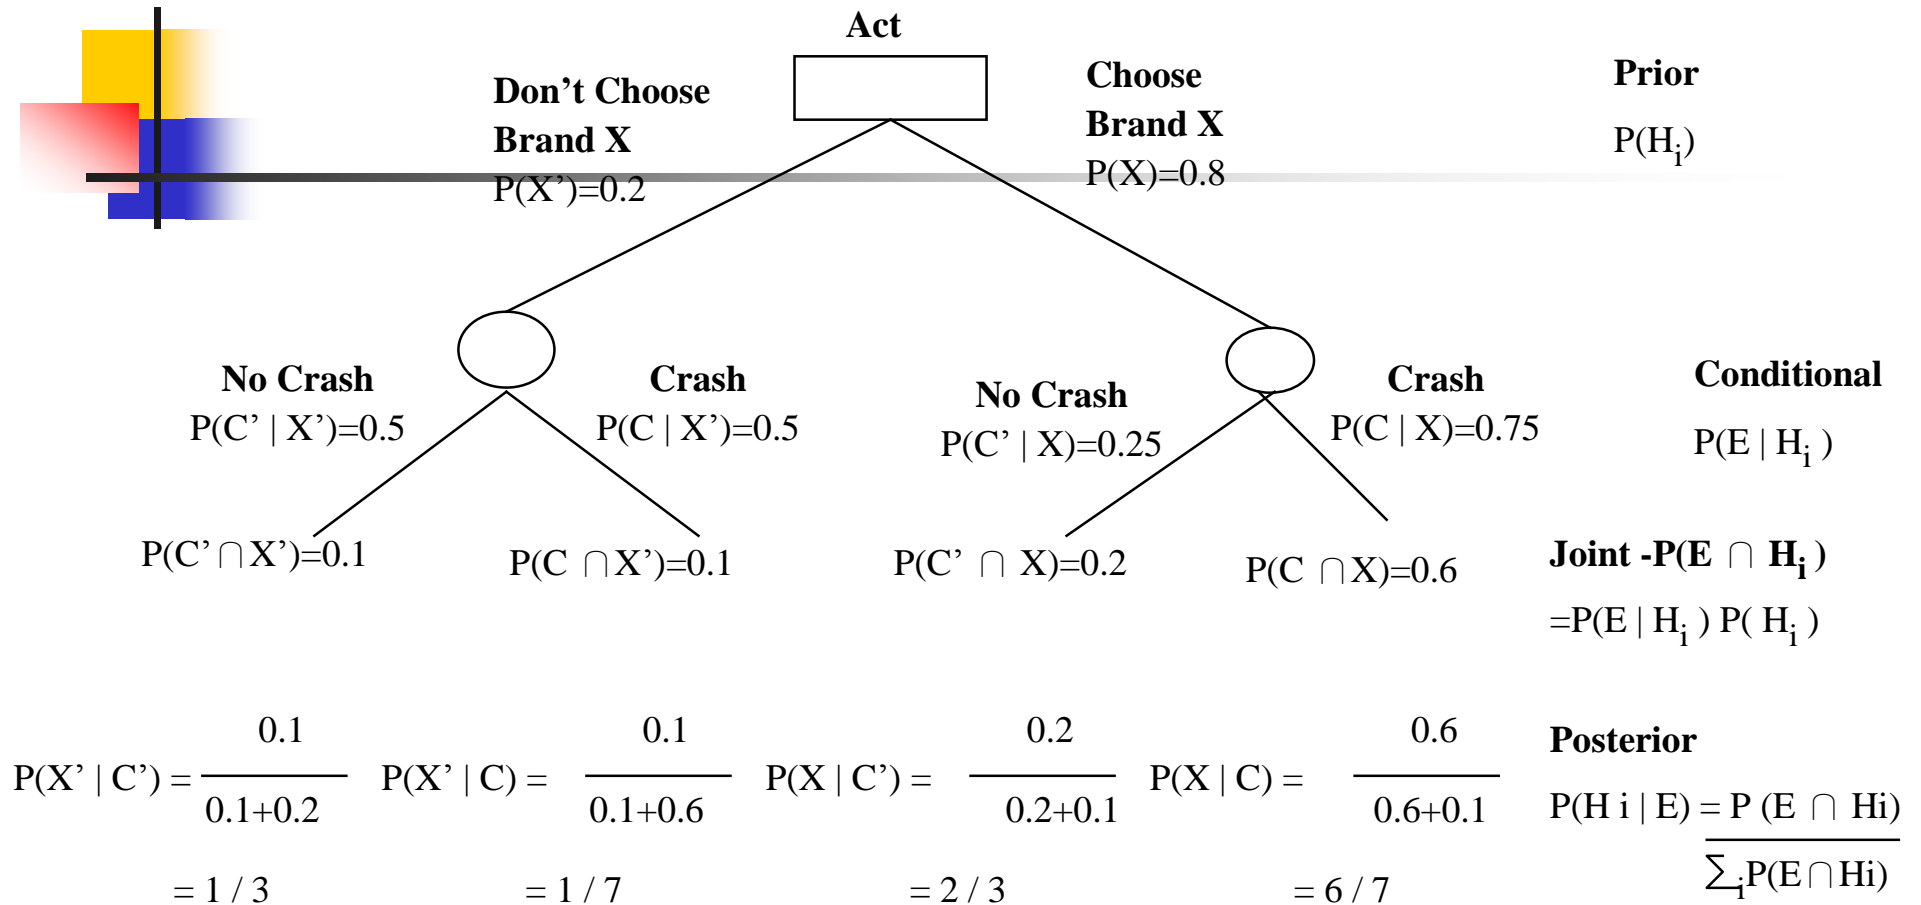 Act
Don’t Choose
Brand X
P(X’)=0.2
Choose
Brand X
P(X)=0.8
Prior
P(Hi)
No Crash
P(C’ | X’)=0.5
Crash
P(C | X’)=0.5
No Crash
P(C’ | X)=0.25
Crash
P(C | X)=0.75
Conditional
P(E | Hi )
P(C’ ∩ X’)=0.1
P(C ∩ X’)=0.1
P(C’ ∩ X)=0.2
P(C ∩ X)=0.6
Joint -P(E ∩ Hi )
=P(E | Hi ) P( Hi )
0.1
P(X’ | C’) =
0.1+0.2
= 1 / 3
0.1
P(X’ | C) =
0.1+0.6
= 1 / 7
0.2
P(X | C’) =
0.2+0.1
= 2 / 3
0.6
P(X | C) =
0.6+0.1
= 6 / 7
Posterior
P(H i | E) = P (E ∩ Hi)
∑iP(E ∩ Hi)